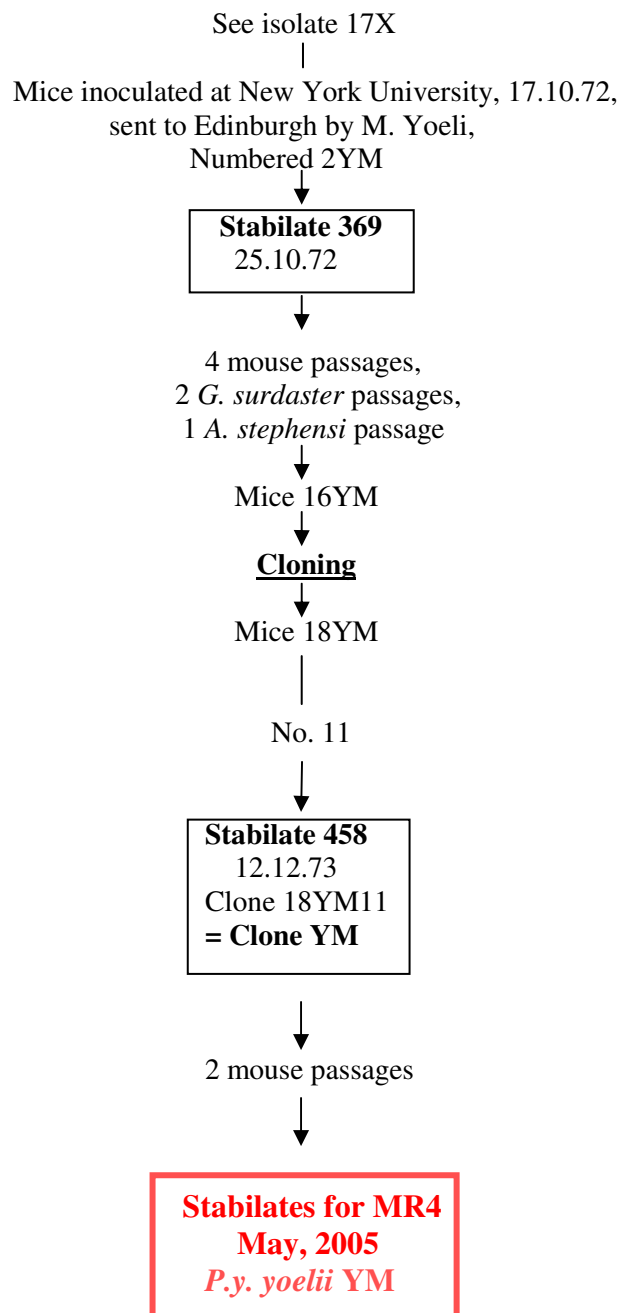 See isolate 17X
Mice inoculated at New York University, 17.10.72,
sent to Edinburgh by M. Yoeli,
Numbered 2YM
Stabilate 369
25.10.72
4 mouse passages,
2 G. surdaster passages,
1 A. stephensi passage
Mice 16YM
Cloning
Mice 18YM
No. 11
Stabilate 458
12.12.73
Clone 18YM11
= Clone YM
2 mouse passages
Stabilates for MR4
May, 2005
P.y. yoelii YM